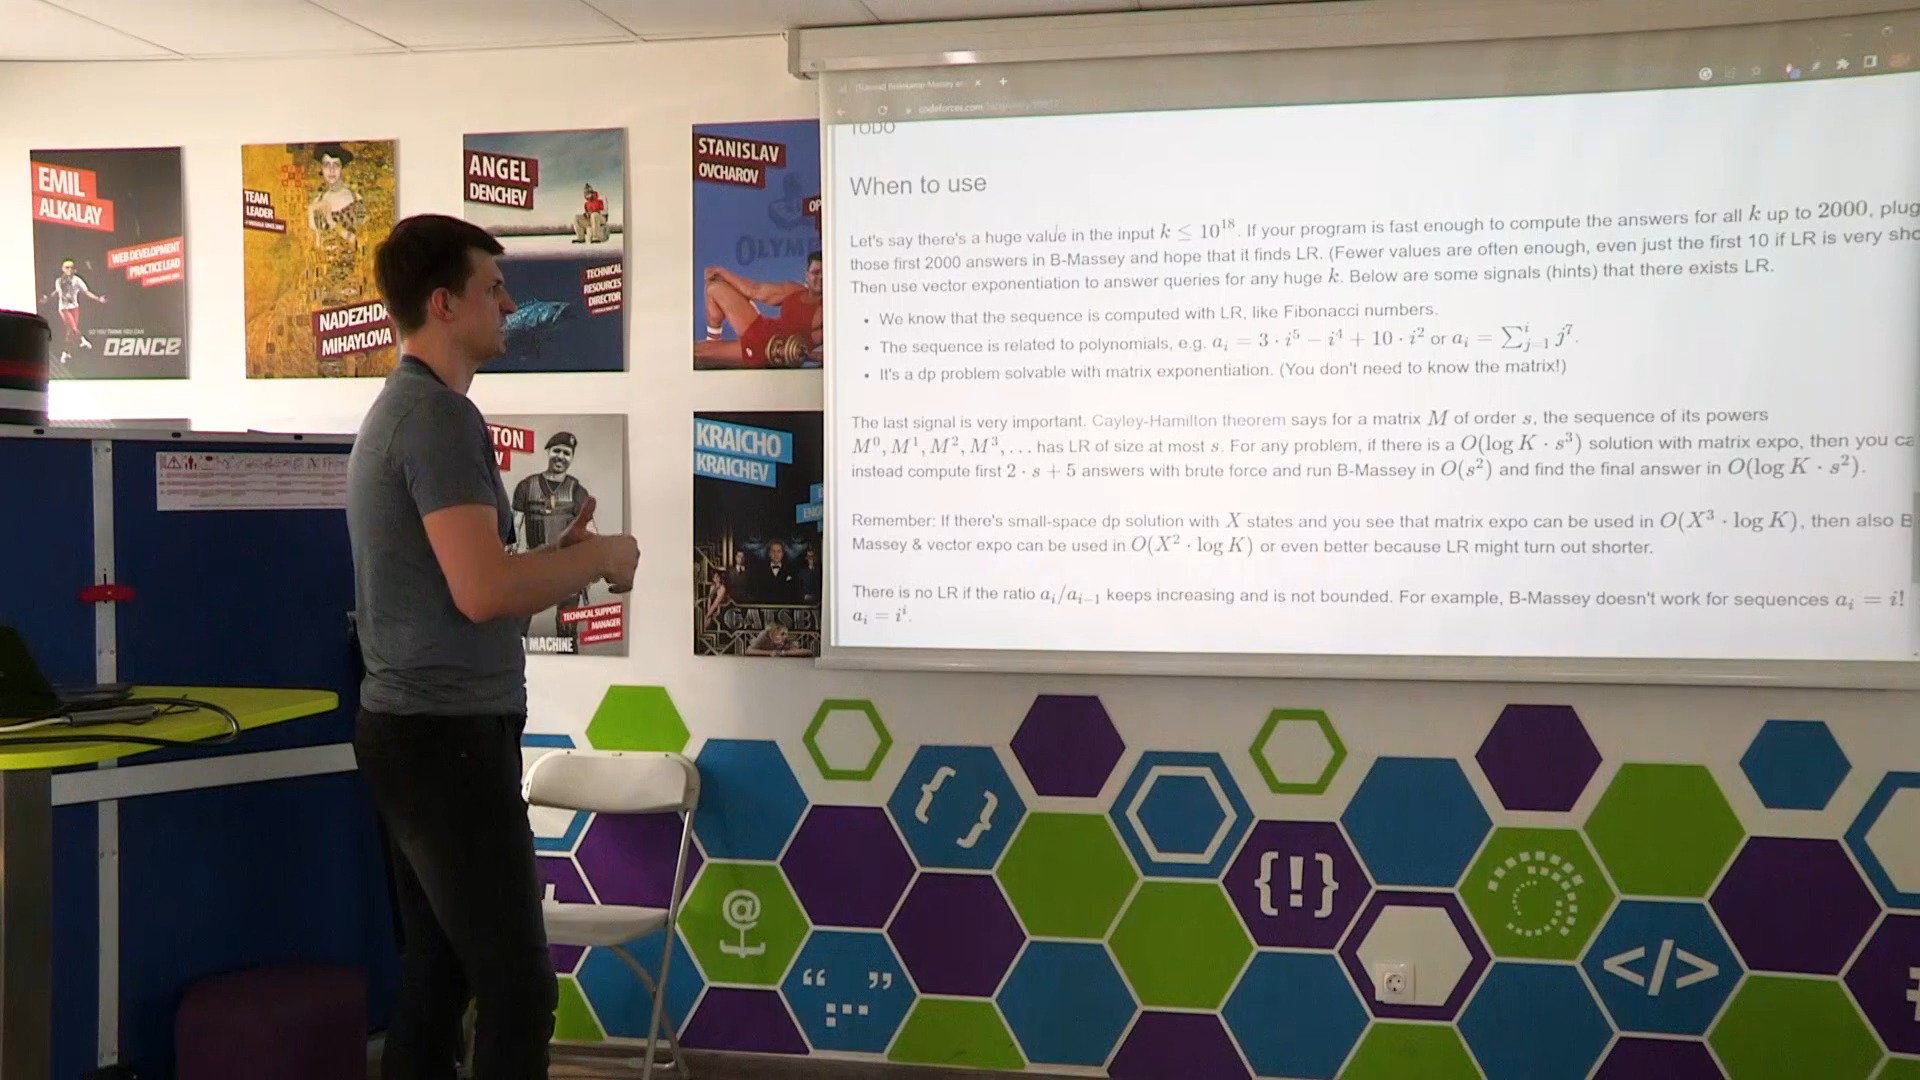 EMIL
ALKALAY
WEB DEVELOPMENT
PRACTICE LEAD
SO YOU THINK YOU CAN
DANCE
TEAM
LEADER
NADEZHDA
MIHAYLOVA
ANGEL
DENCHEV
TECHNICAL
RESOURCES
DIRECTOR
STANISLAV
OVCHAROV
OP
OLYMP
TON
V
TECHNICAL SUPPORT
MANAGER
MACHINE
KRAICHO
KRAICHEV
D
ENG
GATSB
codeforces.com
TODO
When to use
Let's say there's a huge value in the input k ≤ 10^18. If your program is fast enough to compute the answers for all k up to 2000, plug
those first 2000 answers in B-Massey and hope that it finds LR. (Fewer values are often enough, even just the first 10 if LR is very sho
Then use vector exponentiation to answer queries for any huge k. Below are some signals (hints) that there exists LR.
• We know that the sequence is computed with LR, like Fibonacci numbers.
• The sequence is related to polynomials, e.g. a_i = 3 · i^5 − i^4 + 10 · i^2 or a_i = ∑_{j=1}^{i} j^7.
• It's a dp problem solvable with matrix exponentiation. (You don't need to know the matrix!)
The last signal is very important. Cayley-Hamilton theorem says for a matrix M of order s, the sequence of its powers
M^0, M^1, M^2, M^3, … has LR of size at most s. For any problem, if there is a O(log K · s^3) solution with matrix expo, then you ca
instead compute first 2 · s + 5 answers with brute force and run B-Massey in O(s^2) and find the final answer in O(log K · s^2).
Remember: If there's small-space dp solution with X states and you see that matrix expo can be used in O(X^3 · log K), then also B
Massey & vector expo can be used in O(X^2 · log K) or even better because LR might turn out shorter.
There is no LR if the ratio a_i/a_{i−1} keeps increasing and is not bounded. For example, B-Massey doesn't work for sequences a_i = i!
a_i = i^i.
{ }
{!}
@
“ ”
</>
#